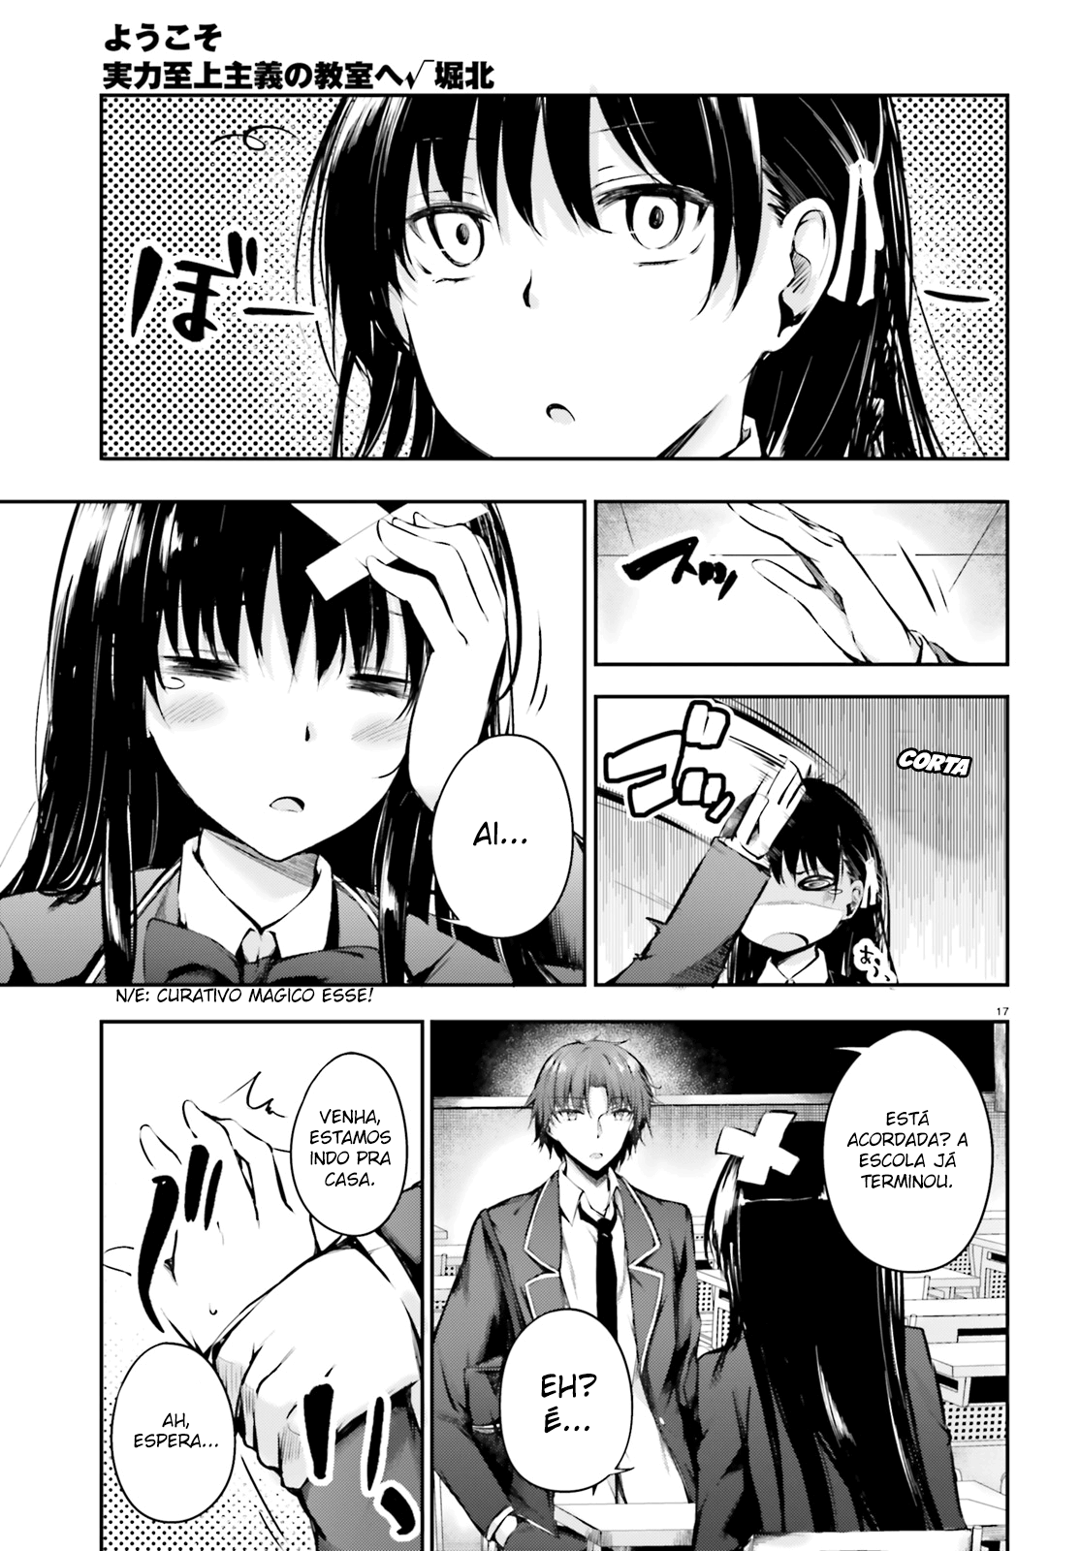 ようこそ
実力至上主義の教室へ√堀北
ぼー
ー
スッ
CORTA
ゴッ
あぅ
AI...
N/E: CURATIVO MAGICO ESSE!
17
ESTÁ
ACORDADA? A
ESCOLA JÁ
TERMINOU.
EH?
É...
VENHA,
ESTAMOS
INDO PRA
CASA.
AH,
ESPERA...